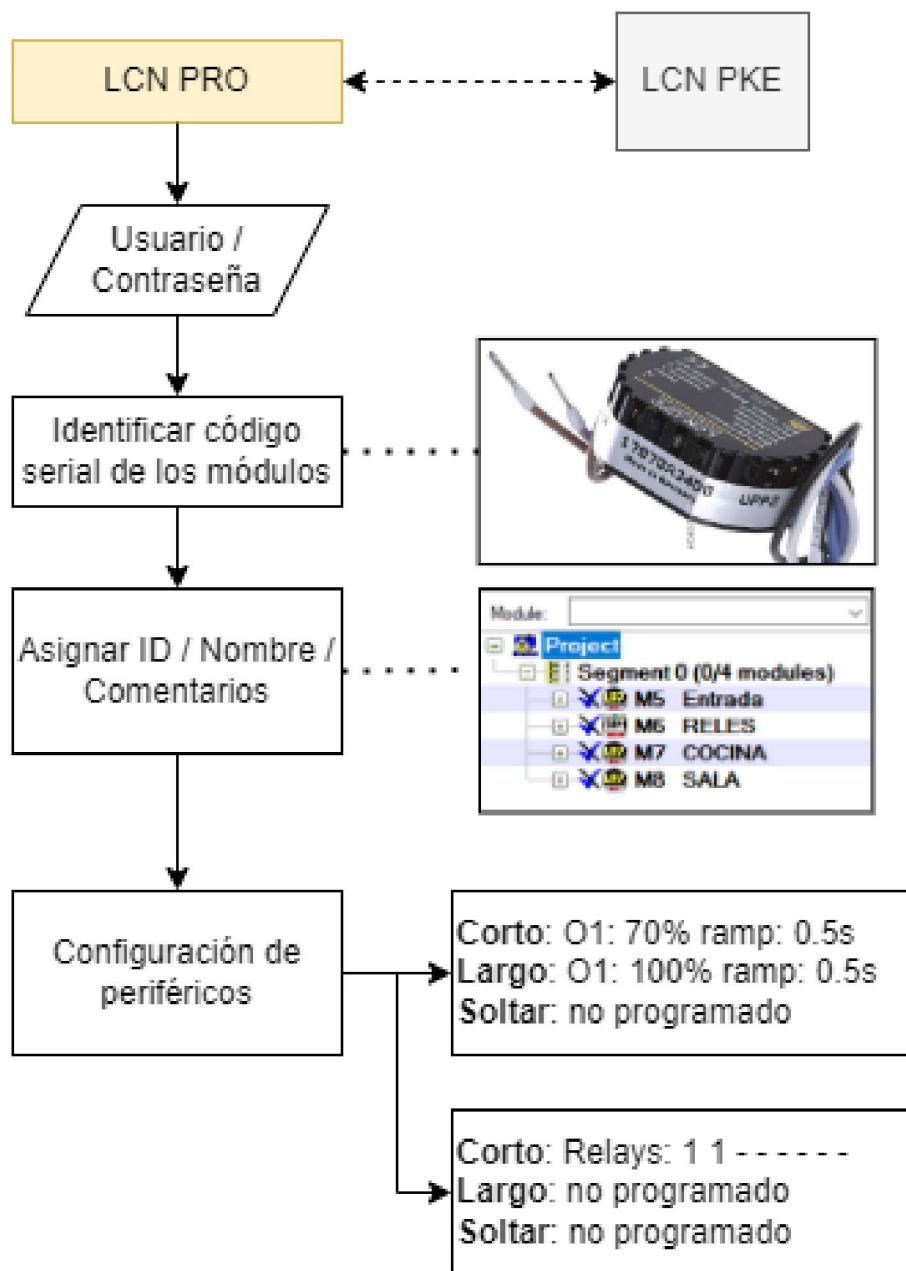 LCN PRO
LCN PKE
Usuario /
Contraseña
Identificar código
serial de los módulos
UPP2
Asignar ID / Nombre /
Comentarios
Module:
Project
Segment 0 (0/4 modules)
M5 Entrada
M6 RELES
M7 COCINA
M8 SALA
Configuración de
periféricos
Corto: O1: 70% ramp: 0.5s
Largo: O1: 100% ramp: 0.5s
Soltar: no programado
Corto: Relays: 1 1 - - - - - -
Largo: no programado
Soltar: no programado